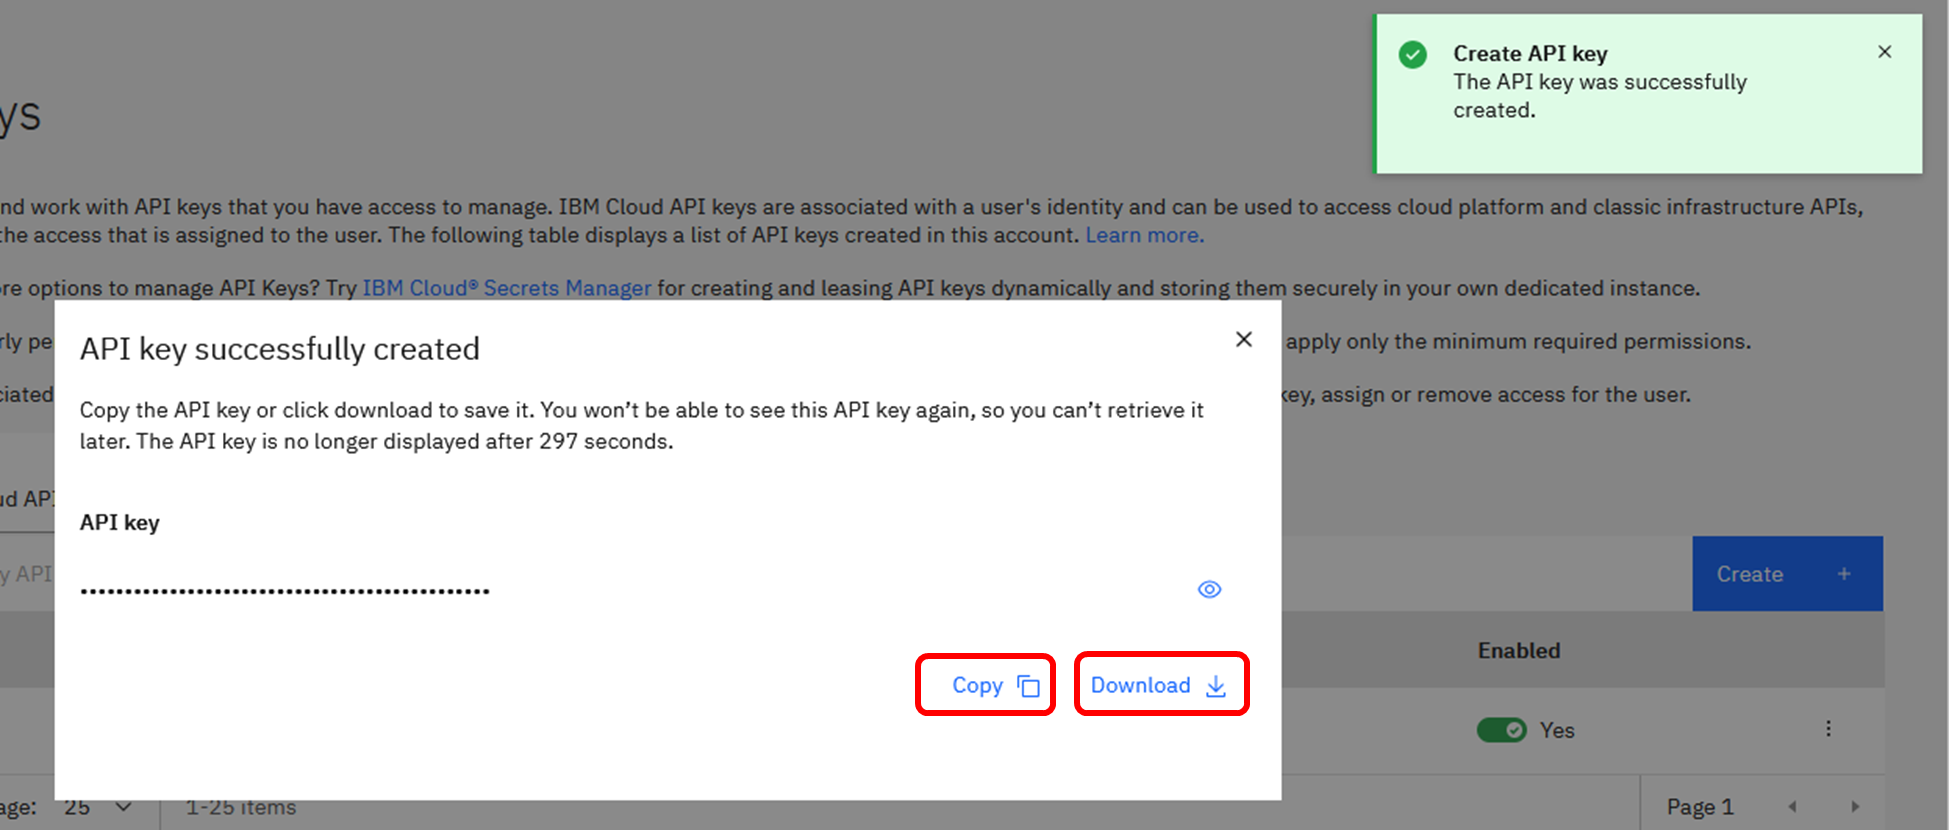 Create API key
The API key was successfully
created.
ys
nd work with API keys that you have access to manage. IBM Cloud API keys are associated with a user's identity and can be used to access cloud platform and classic infrastructure APIs,
the access that is assigned to the user. The following table displays a list of API keys created in this account. Learn more.
ore options to manage API Keys? Try IBM Cloud® Secrets Manager for creating and leasing API keys dynamically and storing them securely in your own dedicated instance.
rly pe
apply only the minimum required permissions.
ciated
key, assign or remove access for the user.
API key successfully created
Copy the API key or click download to save it. You won’t be able to see this API key again, so you can’t retrieve it
later. The API key is no longer displayed after 297 seconds.
ud API
API key
y API
••••••••••••••••••••••••••••••••••••••••••••
Create +
Enabled
Copy
Download
Yes
age: 25
1-25 items
Page 1